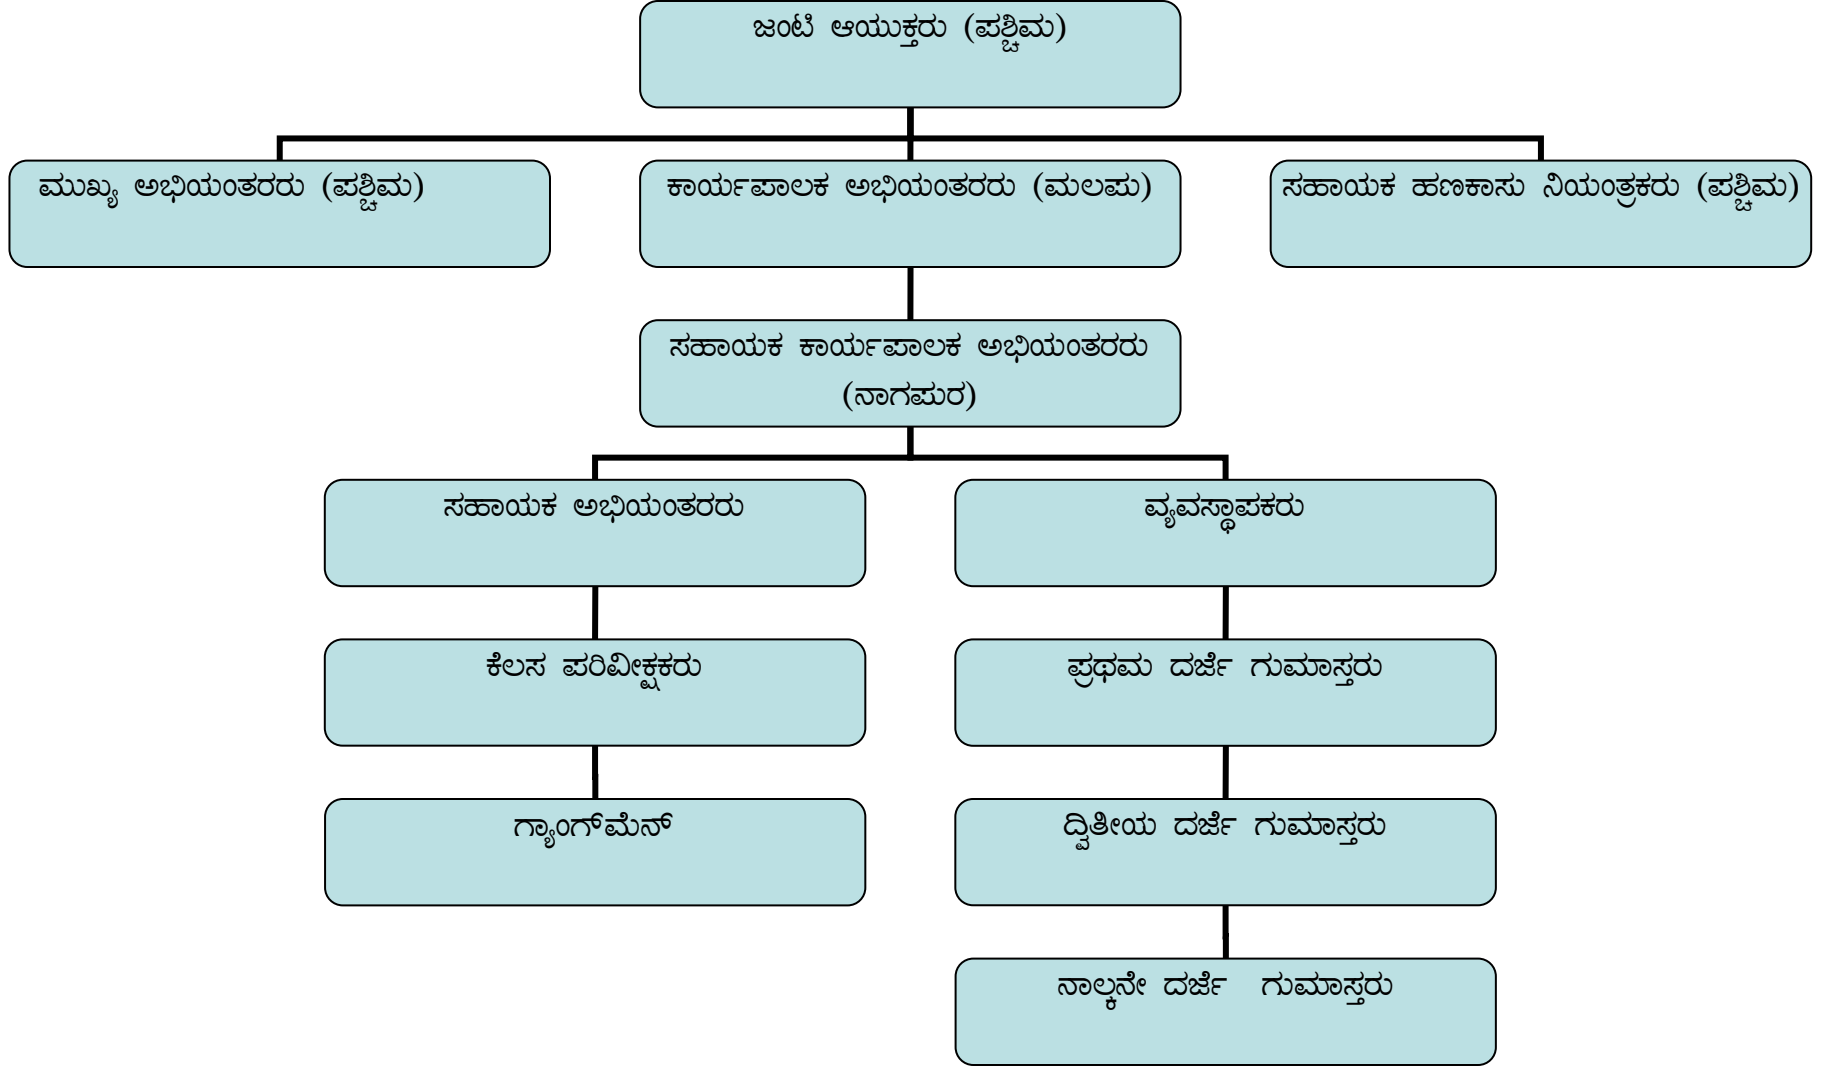 ಜಂಟಿ ಆಯುಕ್ತರು (ಪಶ್ಚಿಮ)
ಮುಖ್ಯ ಅಭಿಯಂತರರು (ಪಶ್ಚಿಮ)
ಕಾರ್ಯಪಾಲಕ ಅಭಿಯಂತರರು (ಮಲಪು)
ಸಹಾಯಕ ಹಣಕಾಸು ನಿಯಂತ್ರಕರು (ಪಶ್ಚಿಮ)
ಸಹಾಯಕ ಕಾರ್ಯಪಾಲಕ ಅಭಿಯಂತರರು
(ನಾಗಪುರ)
ಸಹಾಯಕ ಅಭಿಯಂತರರು
ವ್ಯವಸ್ಥಾಪಕರು
ಕೆಲಸ ಪರಿವೀಕ್ಷಕರು
ಪ್ರಥಮ ದರ್ಜೆ ಗುಮಾಸ್ತರು
ಗ್ಯಾಂಗ್‌ಮೆನ್
ದ್ವಿತೀಯ ದರ್ಜೆ ಗುಮಾಸ್ತರು
ನಾಲ್ಕನೇ ದರ್ಜೆ ಗುಮಾಸ್ತರು